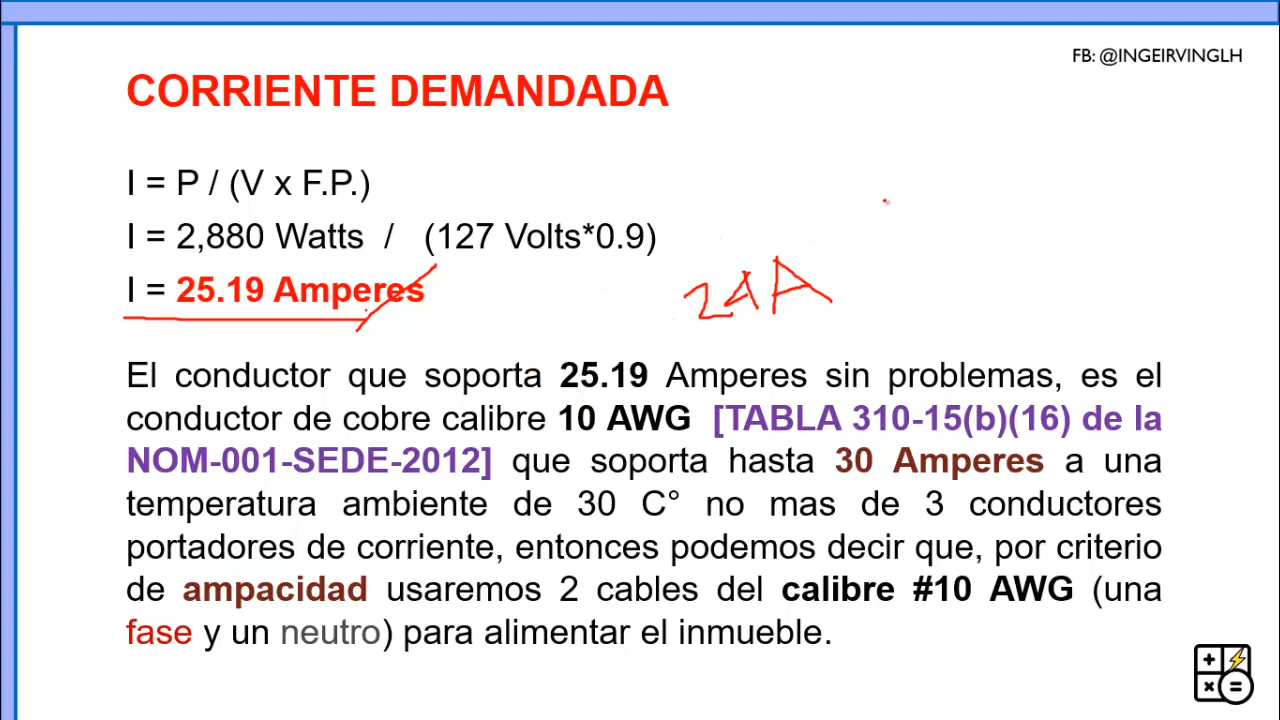 FB: @INGEIRVINGLH
CORRIENTE DEMANDADA
I = P / (V x F.P.)
I = 2,880 Watts / (127 Volts*0.9)
I = 25.19 Amperes
24A
El conductor que soporta 25.19 Amperes sin problemas, es el
conductor de cobre calibre 10 AWG [TABLA 310-15(b)(16) de la
NOM-001-SEDE-2012] que soporta hasta 30 Amperes a una
temperatura ambiente de 30 C° no mas de 3 conductores
portadores de corriente, entonces podemos decir que, por criterio
de ampacidad usaremos 2 cables del calibre #10 AWG (una
fase y un neutro) para alimentar el inmueble.